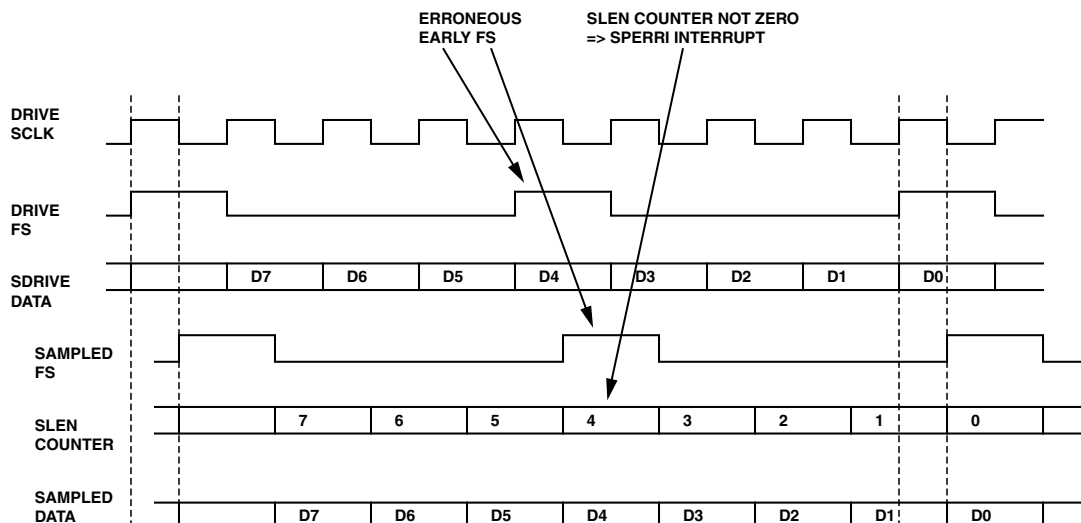 ERRONEOUS
EARLY FS
SLEN COUNTER NOT ZERO
=> SPERRI INTERRUPT
DRIVE
SCLK
DRIVE
FS
SDRIVE
DATA
D7 D6 D5 D4 D3 D2 D1 D0
SAMPLED
FS
SLEN
COUNTER
7 6 5 4 3 2 1 0
SAMPLED
DATA
D7 D6 D5 D4 D3 D2 D1 D0